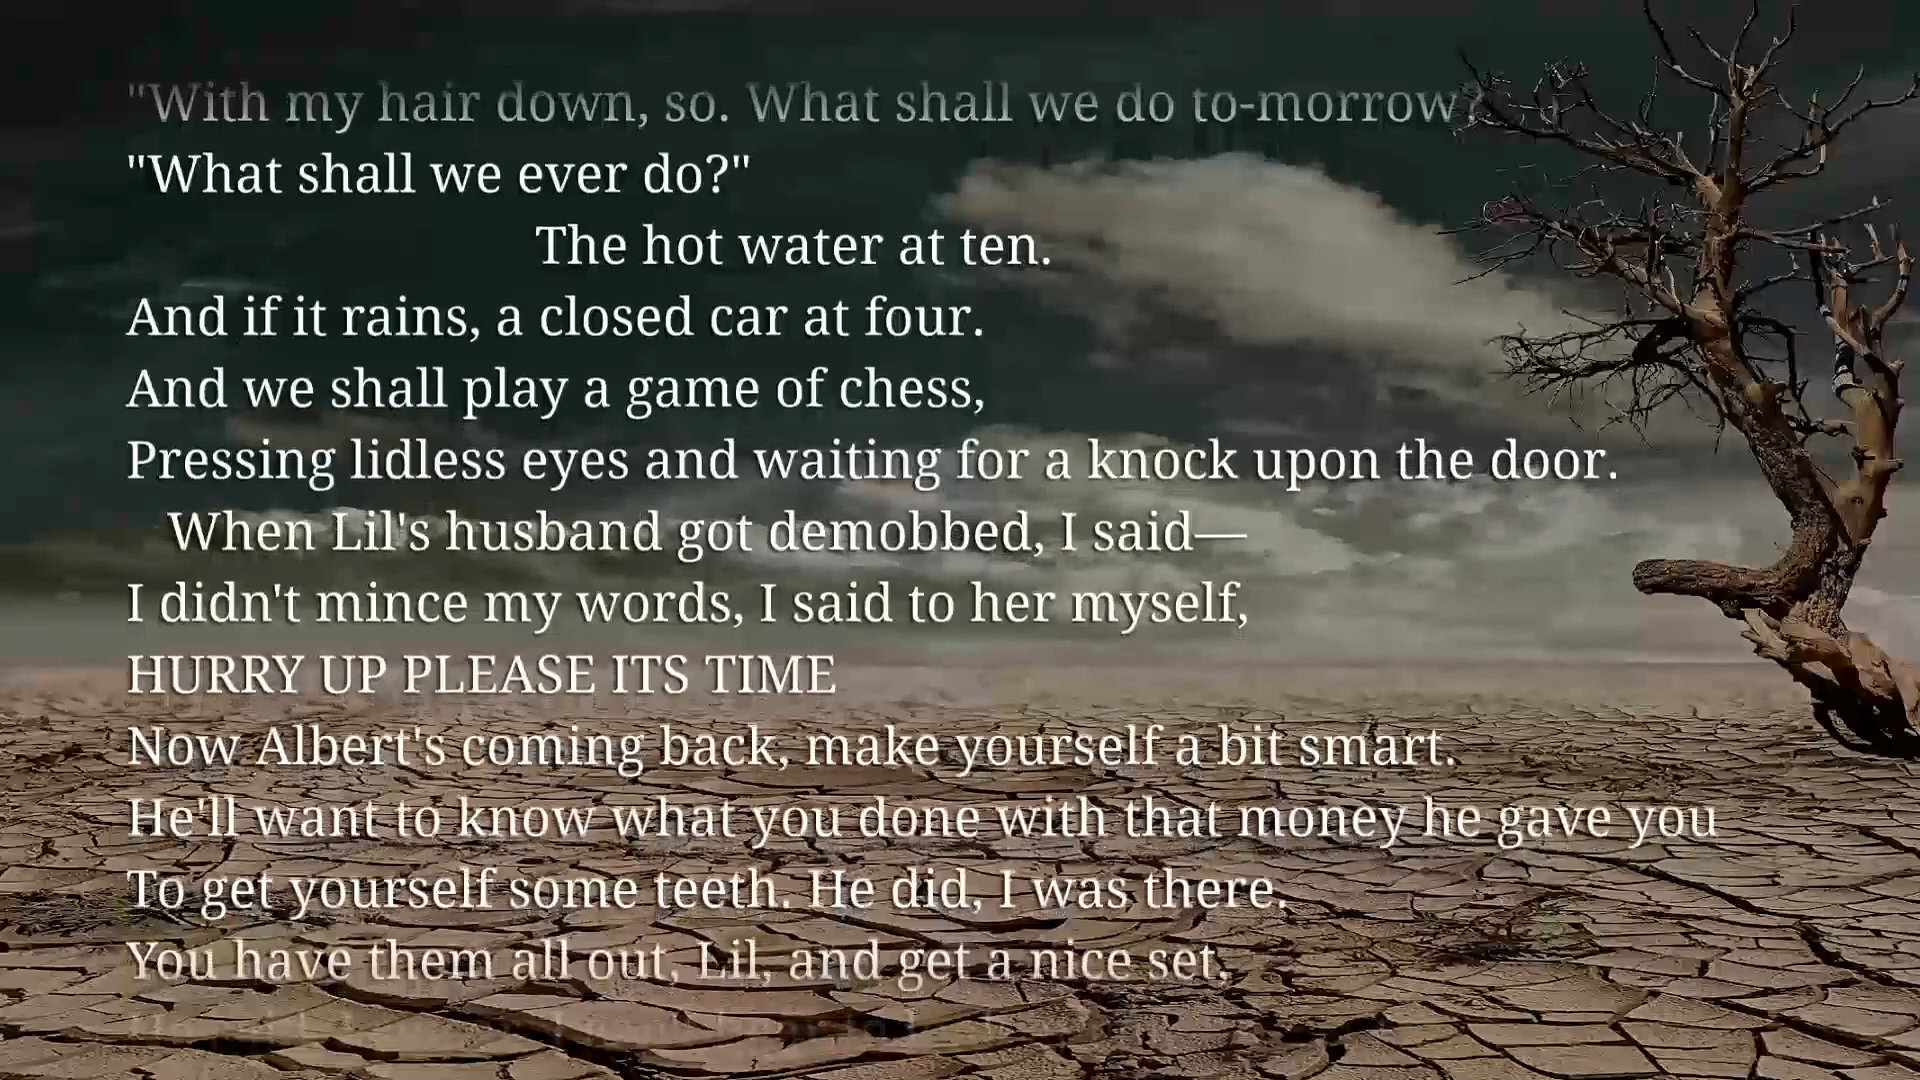 "With my hair down, so. What shall we do to-morrow?
"What shall we ever do?"
The hot water at ten.
And if it rains, a closed car at four.
And we shall play a game of chess,
Pressing lidless eyes and waiting for a knock upon the door.
When Lil's husband got demobbed, I said—
I didn't mince my words, I said to her myself,
HURRY UP PLEASE ITS TIME
Now Albert's coming back, make yourself a bit smart.
He'll want to know what you done with that money he gave you
To get yourself some teeth. He did, I was there.
You have them all out, Lil, and get a nice set,